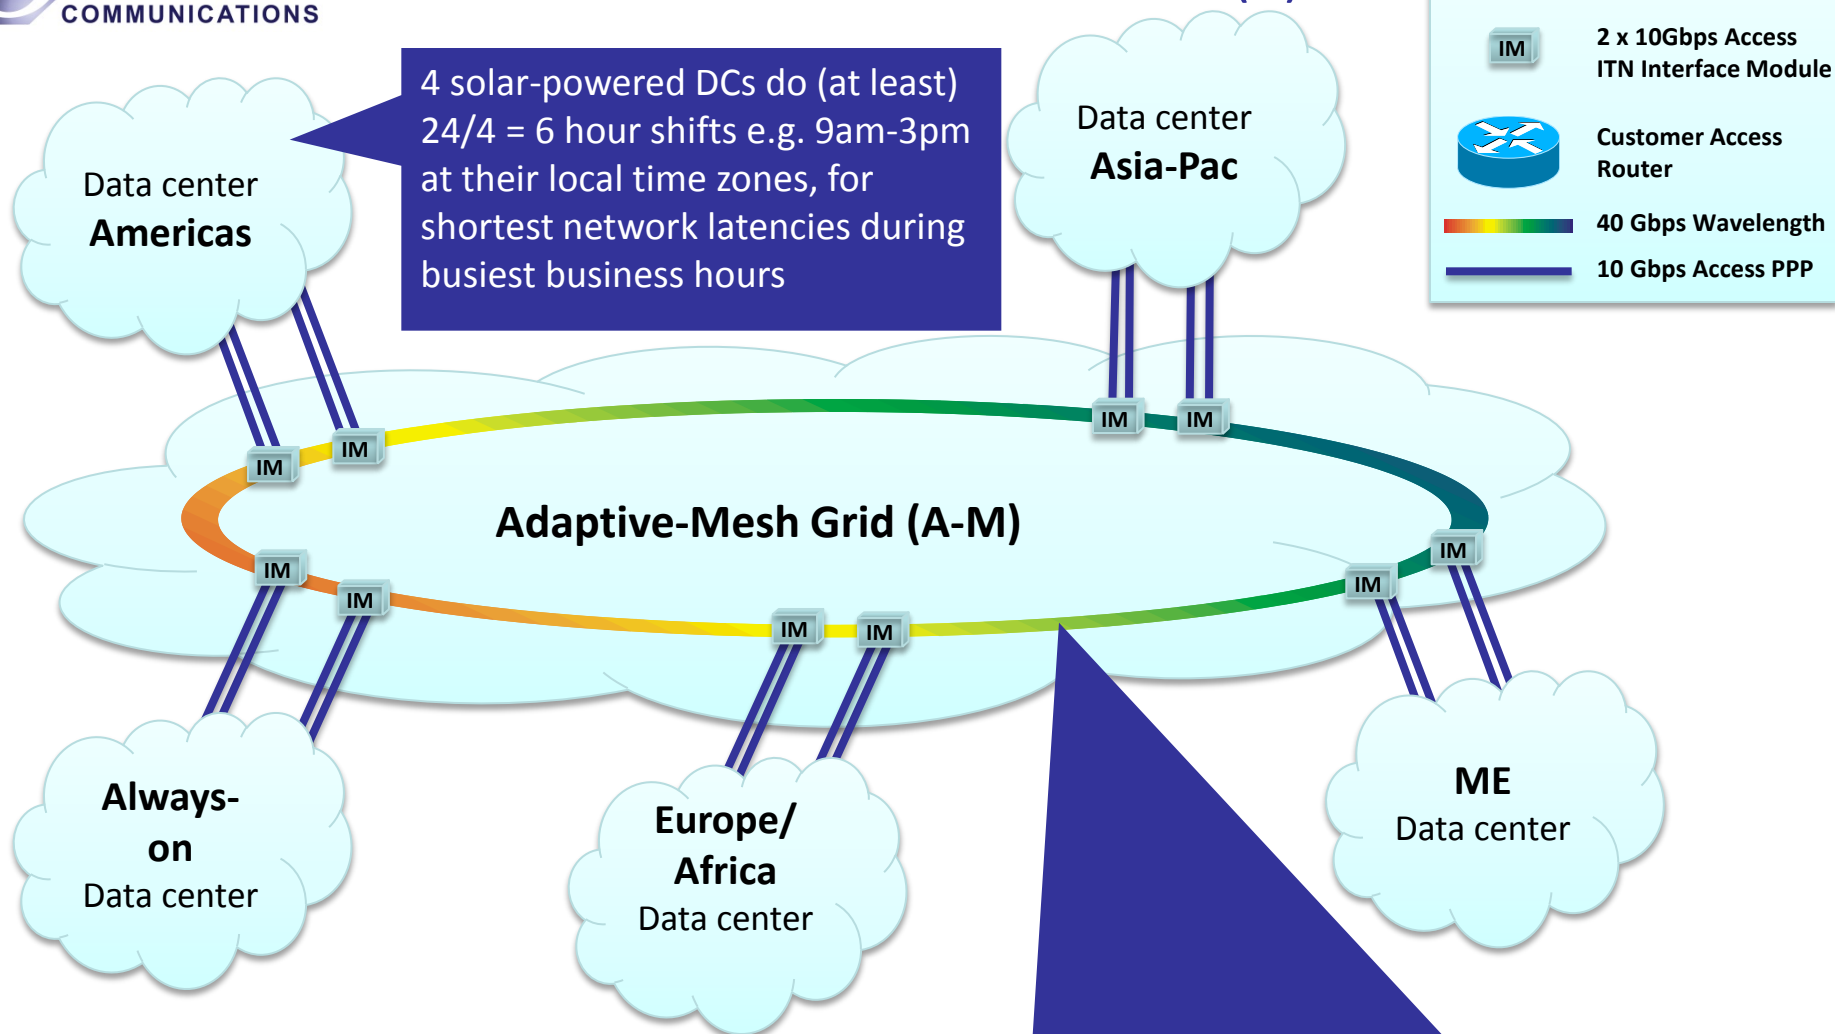 COMMUNICATIONS
4 solar-powered DCs do (at least)
24/4 = 6 hour shifts e.g. 9am-3pm
at their local time zones, for
shortest network latencies during
busiest business hours
Data center
Americas
Data center
Asia-Pac
IM
2 x 10Gbps Access
ITN Interface Module
Customer Access
Router
40 Gbps Wavelength
10 Gbps Access PPP
IM
IM
IM
IM
Adaptive-Mesh Grid (A-M)
IM
IM
IM
IM
IM
IM
Always-
on
Data center
Europe/
Africa
Data center
ME
Data center